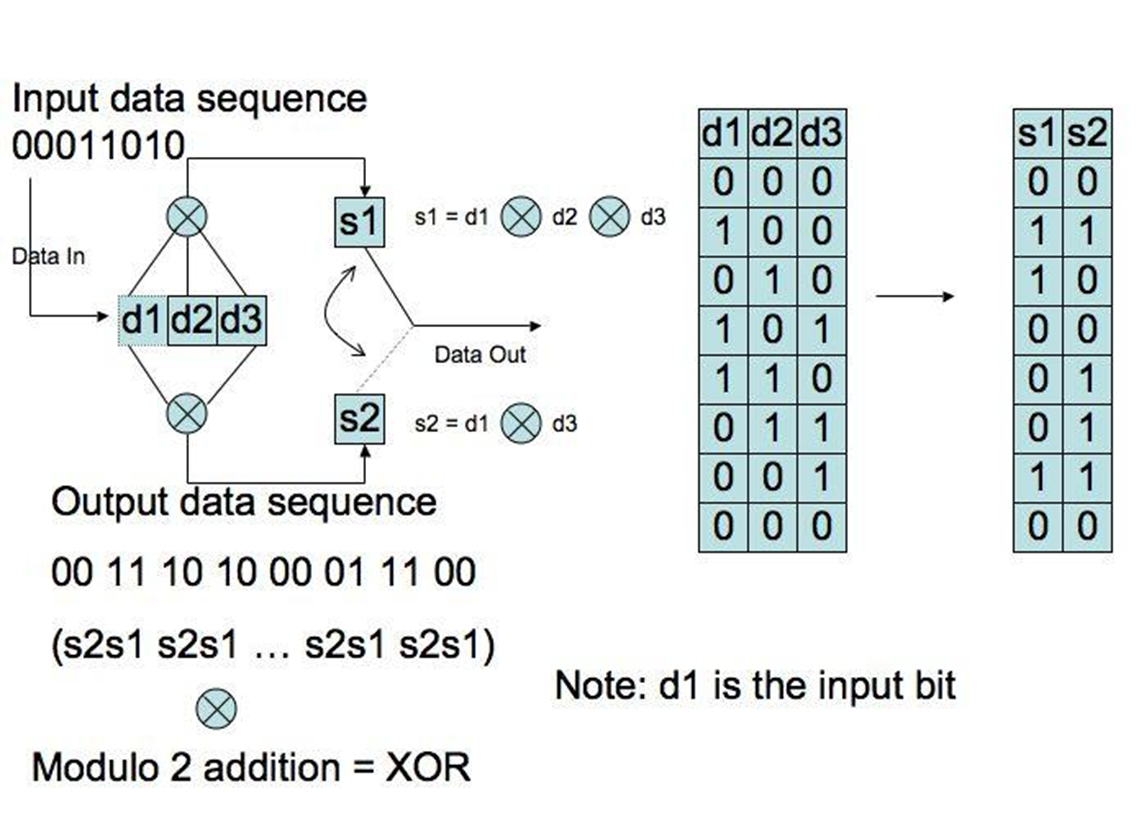 Input data sequence
00011010
Data In
d1 d2 d3
s1
s1 = d1 ⊗ d2 ⊗ d3
Data Out
s2
s2 = d1 ⊗ d3
Output data sequence
00 11 10 10 00 01 11 00
(s2s1 s2s1 … s2s1 s2s1)
⊗
Modulo 2 addition = XOR
d1 d2 d3
0 0 0
1 0 0
0 1 0
1 0 1
1 1 0
0 1 1
0 0 1
0 0 0
s1 s2
0 0
1 1
1 0
0 0
0 1
0 1
1 1
0 0
Note: d1 is the input bit